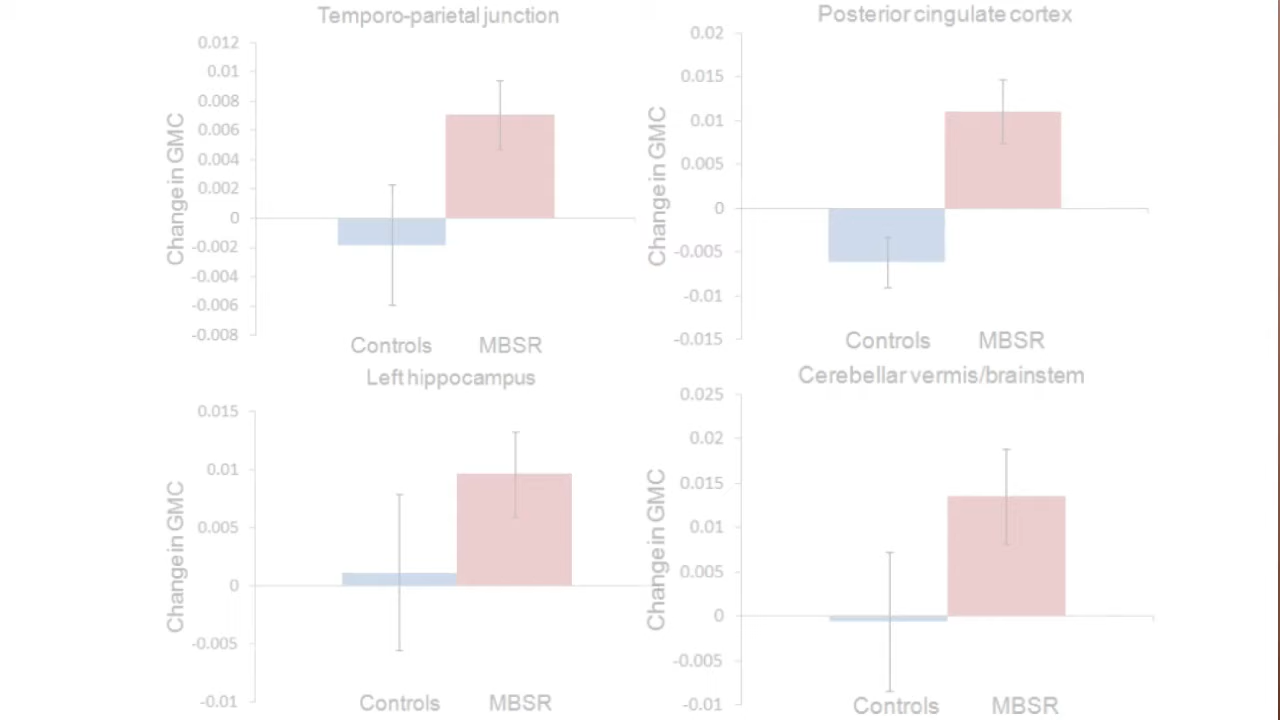 Temporo-parietal junction
0.012
0.01
0.008
0.006
0.004
0.002
0
-0.002
-0.004
-0.006
-0.008
Change in GMC
Controls MBSR
Posterior cingulate cortex
0.02
0.015
0.01
0.005
0
-0.005
-0.01
-0.015
Change in GMC
Controls MBSR
Left hippocampus
0.015
0.01
0.005
0
-0.005
-0.01
Change in GMC
Controls MBSR
Cerebellar vermis/brainstem
0.025
0.02
0.015
0.01
0.005
0
-0.005
-0.01
Change in GMC
Controls MBSR